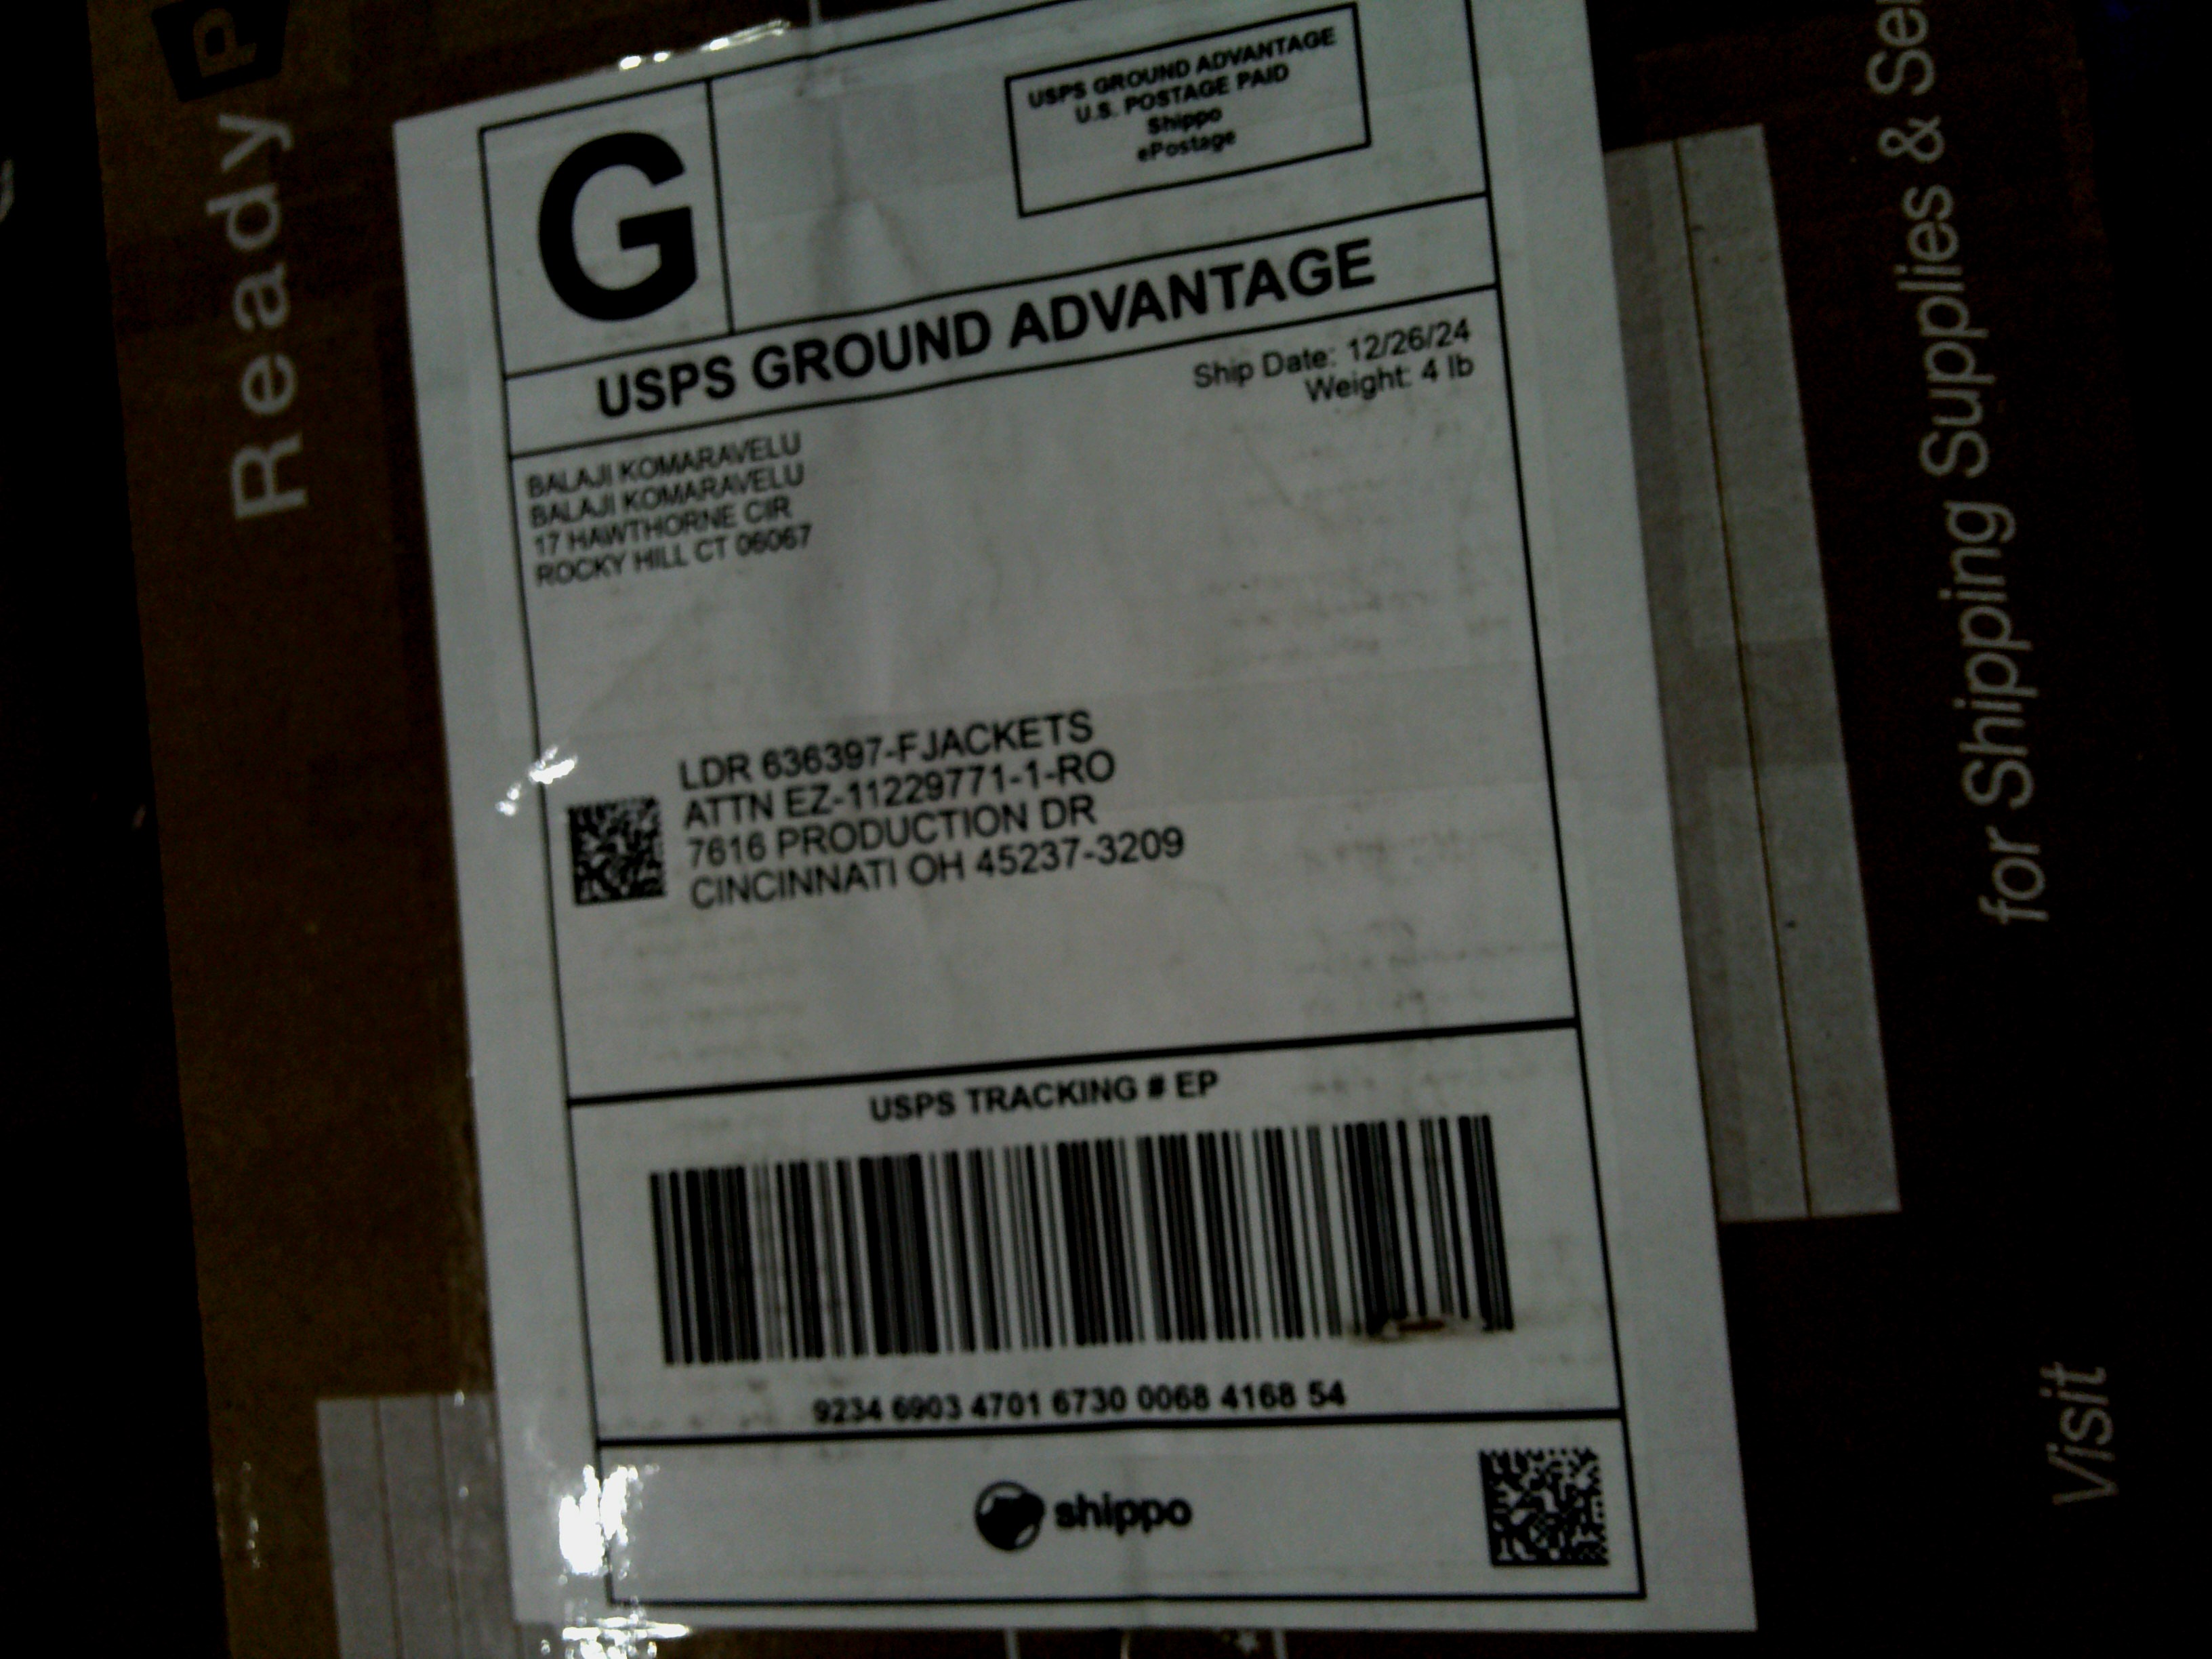 USPS GROUND ADVANTAGE
U.S. POSTAGE PAID
Shippo
ePostage
G
USPS GROUND ADVANTAGE
Ship Date: 12/26/24
Weight: 4 lb
BALAJI KOMARAVELU
BALAJI KOMARAVELU
17 HAWTHORNE CIR
ROCKY HILL CT 06067
LDR 636397-FJACKETS
ATTN EZ-11229771-1-RO
7616 PRODUCTION DR
CINCINNATI OH 45237-3209
USPS TRACKING # EP
9234 6903 4701 6730 0068 4168 54
shippo
Ready
P
for Shipping Supplies & Ser
Visit